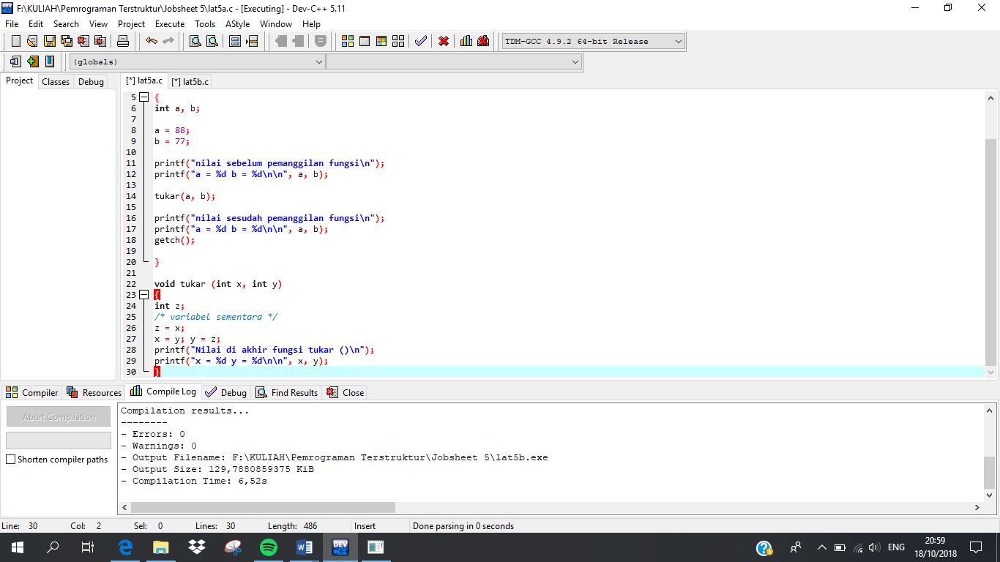 F:\KULIAH\Pemrograman Terstruktur\Jobsheet 5\lat5a.c - [Executing] - Dev-C++ 5.11
File Edit Search View Project Execute Tools AStyle Window Help
TDM-GCC 4.9.2 64-bit Release
(globals)
Project Classes Debug [*] lat5a.c [*] lat5b.c
5 {
6 int a, b;
7
8 a = 88;
9 b = 77;
10
11 printf("nilai sebelum pemanggilan fungsi\n");
12 printf("a = %d b = %d\n\n", a, b);
13
14 tukar(a, b);
15
16 printf("nilai sesudah pemanggilan fungsi\n");
17 printf("a = %d b = %d\n\n", a, b);
18 getch();
19
20 }
21
22 void tukar (int x, int y)
23 {
24 int z;
25 /* variabel sementara */
26 z = x;
27 x = y; y = z;
28 printf("Nilai di akhir fungsi tukar ()\n");
29 printf("x = %d y = %d\n\n", x, y);
30 }
Compiler Resources Compile Log Debug Find Results Close
Abort Compilation
Shorten compiler paths
Compilation results...
--------
- Errors: 0
- Warnings: 0
- Output Filename: F:\KULIAH\Pemrograman Terstruktur\Jobsheet 5\lat5b.exe
- Output Size: 129,7880859375 KiB
- Compilation Time: 6,52s
Line: 30 Col: 2 Sel: 0 Lines: 30 Length: 486 Insert Done parsing in 0 seconds
DEV
ENG
20:59
18/10/2018